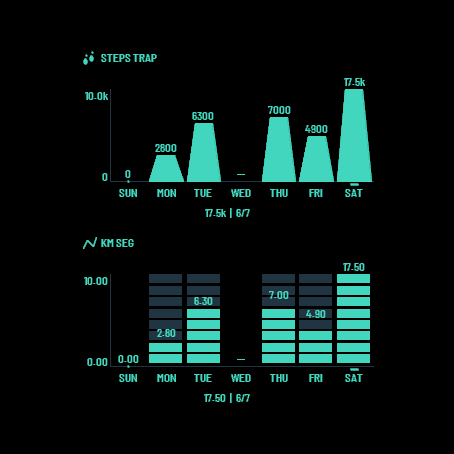 STEPS TRAP
17.5k
10.0k
7000
6300
4900
2800
0 0 –
SUN MON TUE WED THU FRI SAT
17.5k | 6/7
KM SEG
17.50
10.00
7.00
6.30
4.90
2.80
0.00 0.00 –
SUN MON TUE WED THU FRI SAT
17.50 | 6/7